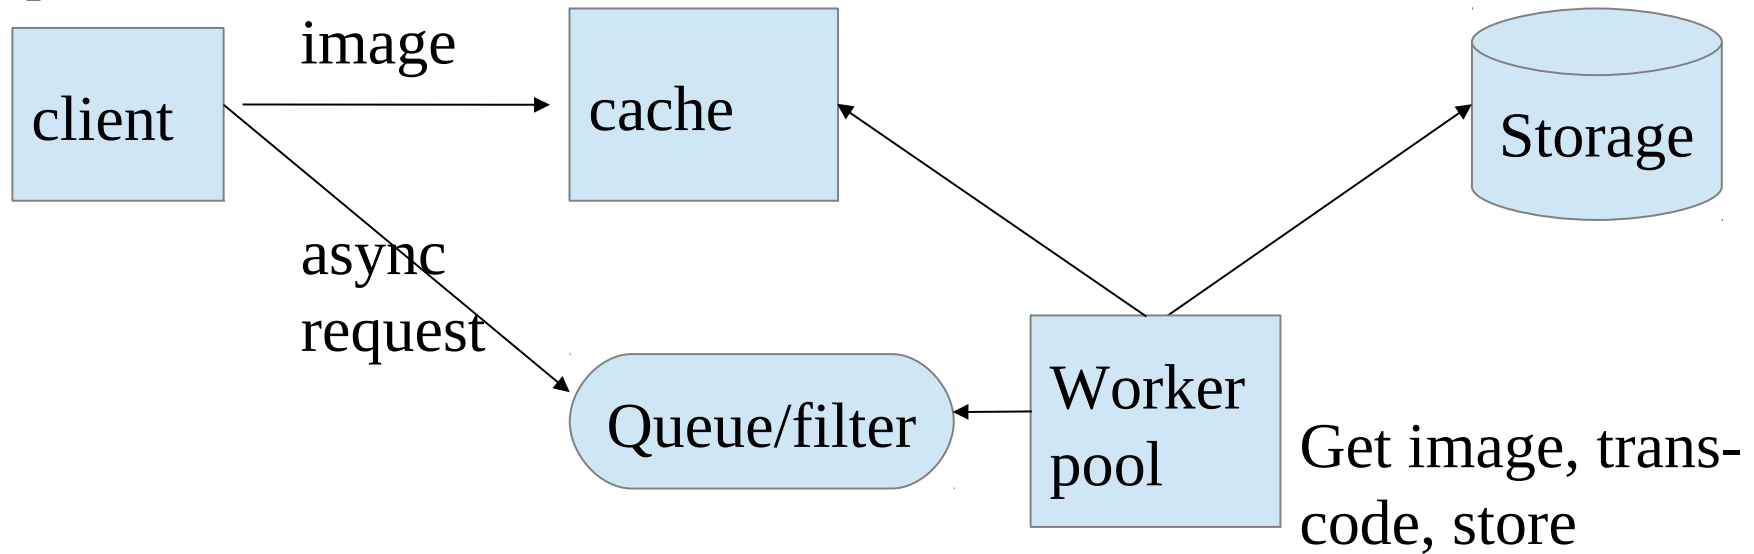 image
client
cache
Storage
async
request
Queue/filter
Worker
pool
Get image, trans-
code, store